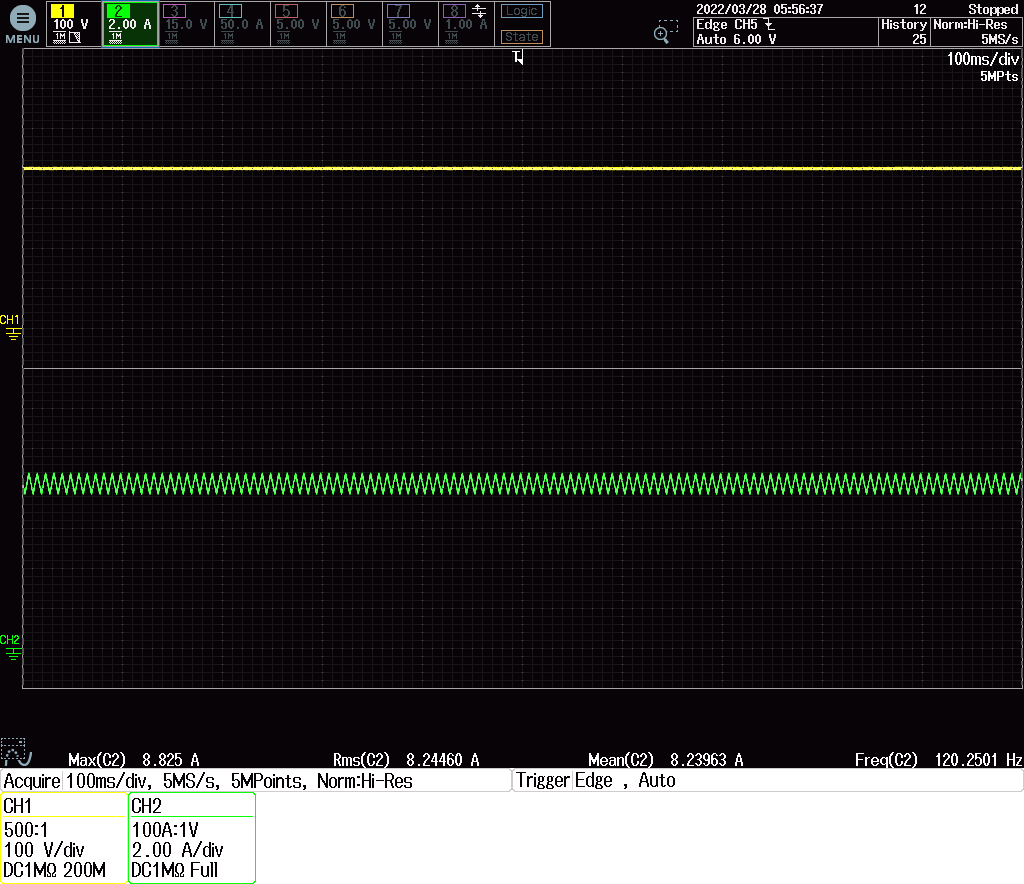 MENU
1 2 3 4 5 6 7 8 Logic
100 V 2.00 A 15.0 V 50.0 A 5.00 V 5.00 V 5.00 V 1.00 A
1M 1M 1M 1M 1M 1M 1M 1M State
2022/03/28 05:56:37 12 Stopped
Edge CH5 History Norm:Hi-Res
Auto 6.00 V 25 5MS/s
T
100ms/div
5MPts
CH1
CH2
Max(C2) 8.825 A Rms(C2) 8.24460 A Mean(C2) 8.23963 A Freq(C2) 120.2501 Hz
Acquire 100ms/div, 5MS/s, 5MPoints, Norm:Hi-Res Trigger Edge , Auto
CH1 CH2
500:1 100A:1V
100 V/div 2.00 A/div
DC1MΩ 200M DC1MΩ Full